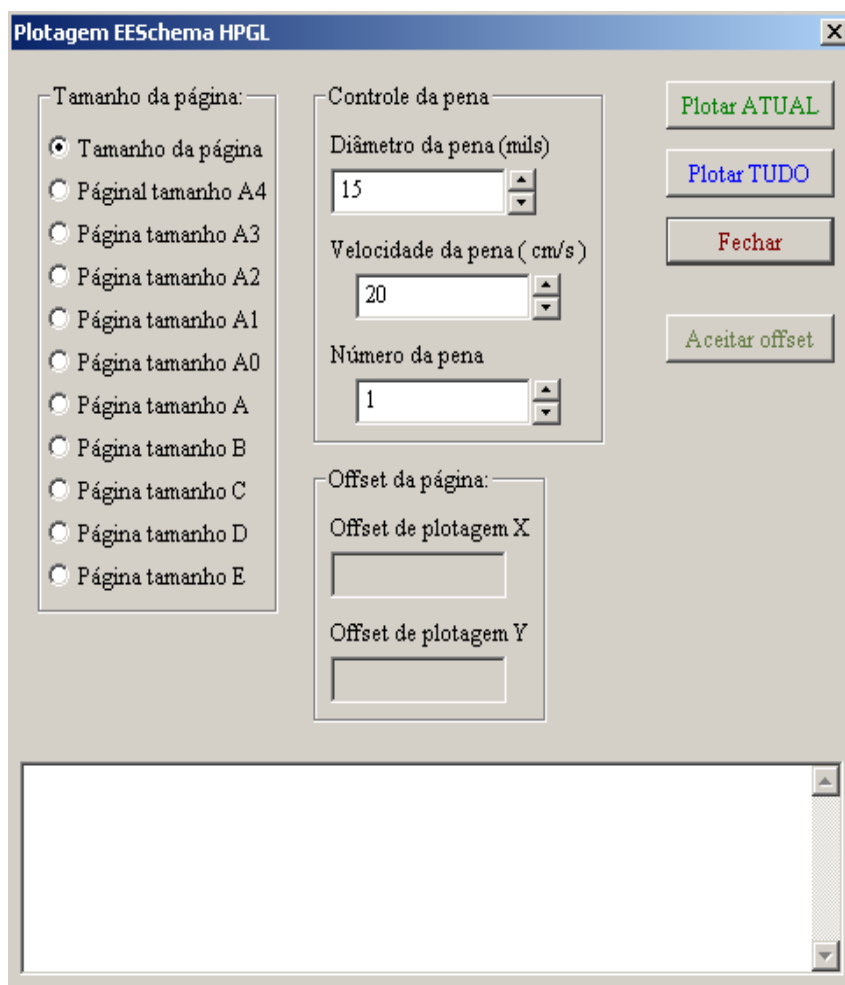 Plotagem EESchema HPGL
Tamanho da página:
Tamanho da página
Páginal tamanho A4
Página tamanho A3
Página tamanho A2
Página tamanho A1
Página tamanho A0
Página tamanho A
Página tamanho B
Página tamanho C
Página tamanho D
Página tamanho E
Controle da pena
Diâmetro da pena (mils)
15
Velocidade da pena ( cm/s )
20
Número da pena
1
Offset da página:
Offset de plotagem X
Offset de plotagem Y
Plotar ATUAL
Plotar TUDO
Fechar
Aceitar offset